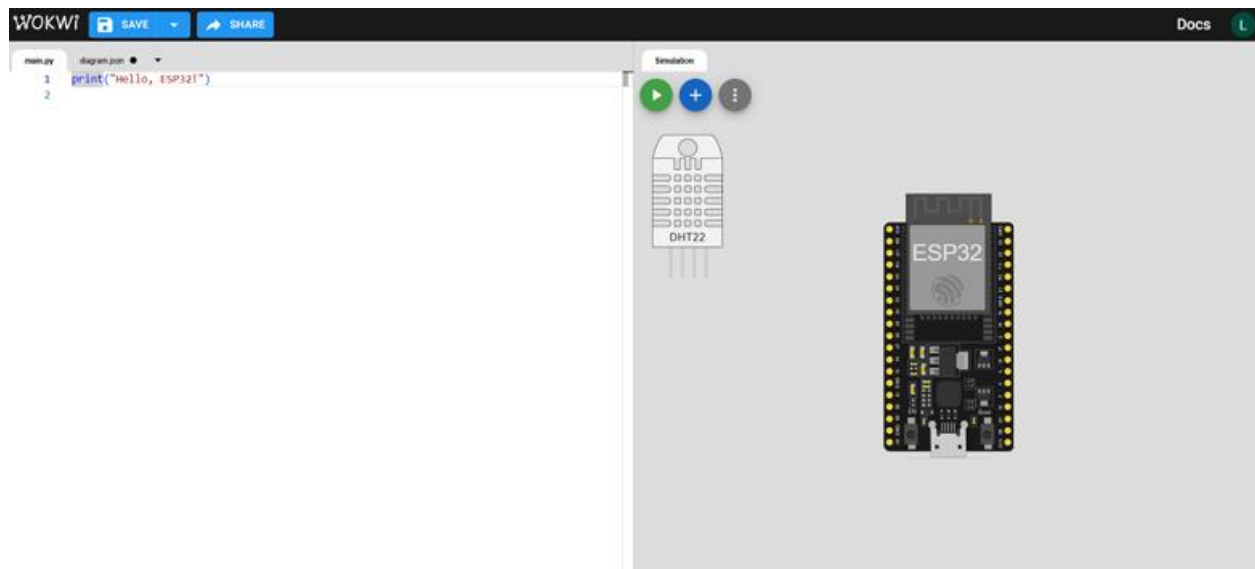 WOKWI SAVE SHARE Docs L
main.py diagram.json Simulation
1 print("Hello, ESP32!")
2
DHT22
ESP32